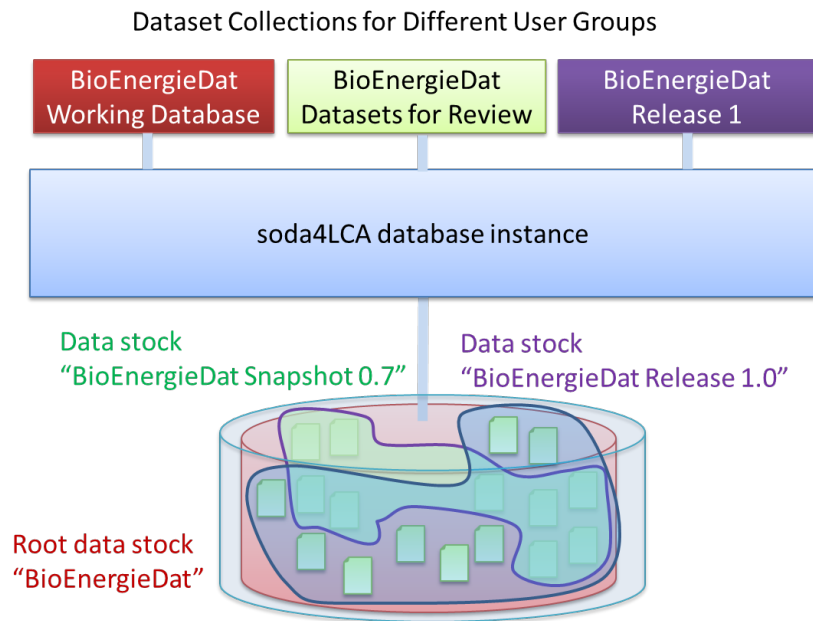 Dataset Collections for Different User Groups
BioEnergieDat
Working Database
BioEnergieDat
Datasets for Review
BioEnergieDat
Release 1
soda4LCA database instance
Data stock
“BioEnergieDat Snapshot 0.7”
Data stock
“BioEnergieDat Release 1.0”
Root data stock
“BioEnergieDat”